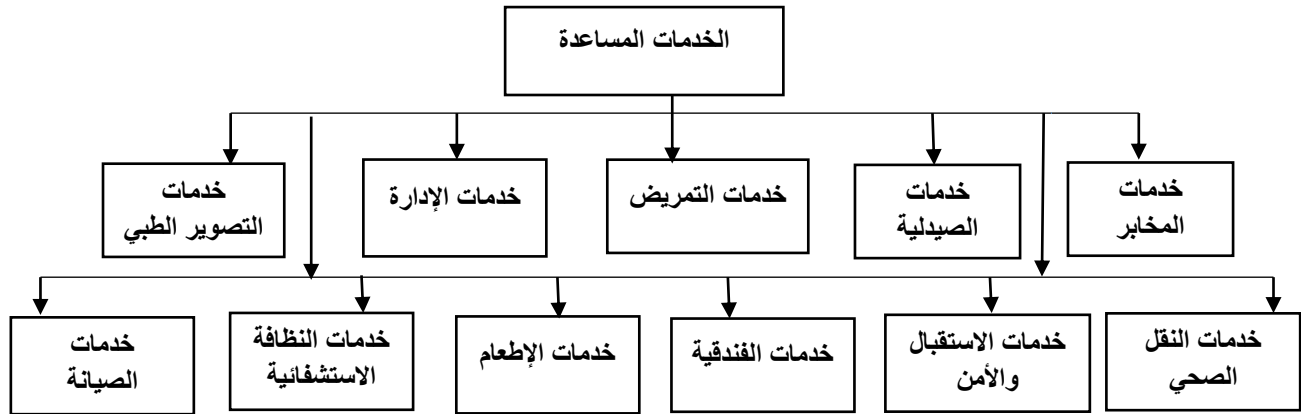 الخدمات المساعدة
خدمات
المخابر
خدمات
الصيدلية
خدمات التمريض
خدمات الإدارة
خدمات
التصوير الطبي
خدمات النقل
الصحي
خدمات الاستقبال
والأمن
خدمات الفندقية
خدمات الإطعام
خدمات النظافة
الاستشفائية
خدمات
الصيانة